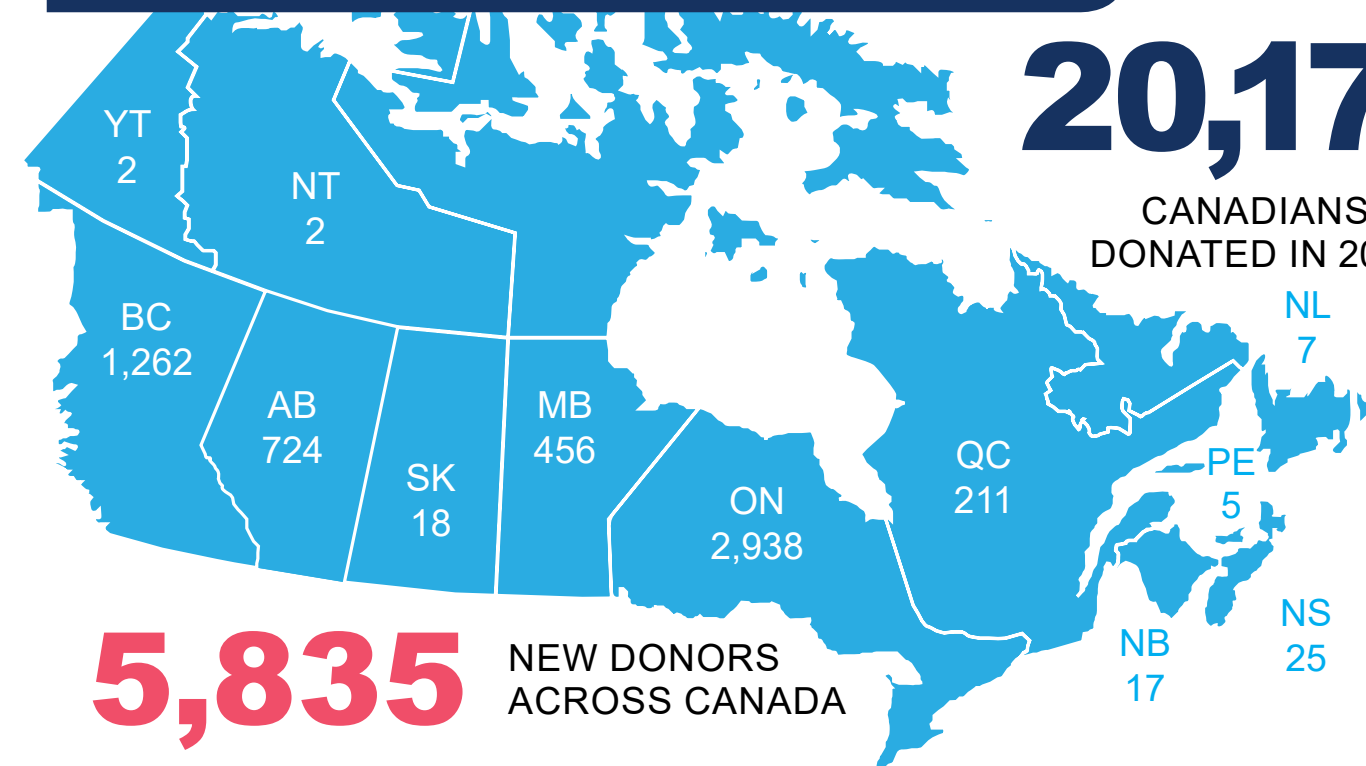 20,17
CANADIANS
DONATED IN 20
YT
2
NT
2
BC
1,262
AB
724
SK
18
MB
456
ON
2,938
QC
211
NL
7
PE
5
NS
25
NB
17
5,835
NEW DONORS
ACROSS CANADA